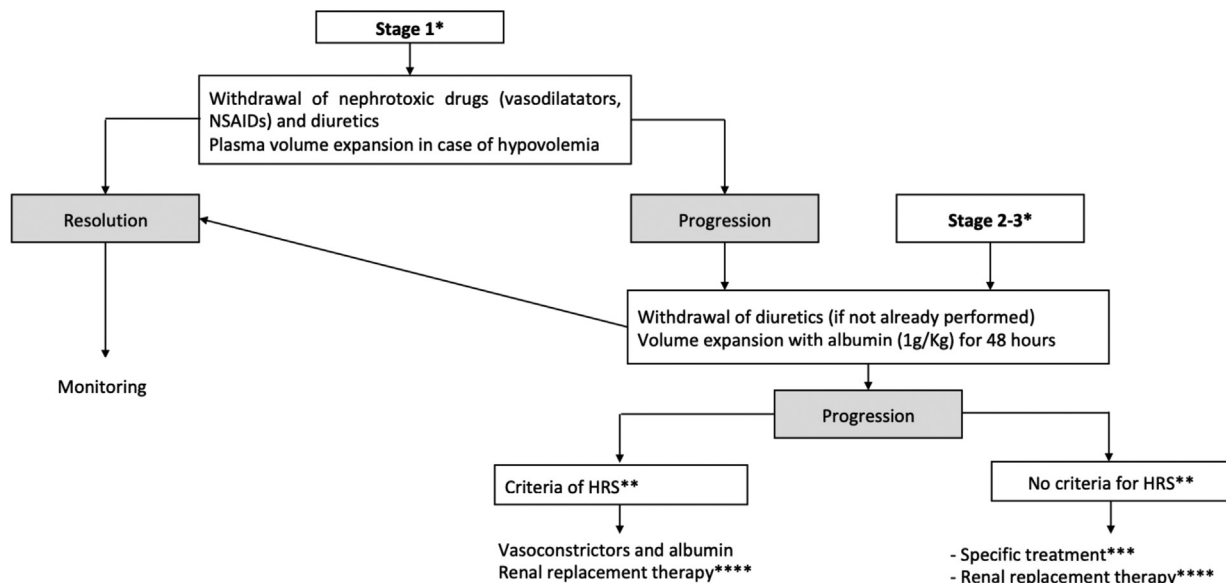 Stage 1*
Withdrawal of nephrotoxic drugs (vasodilatators,
NSAIDs) and diuretics
Plasma volume expansion in case of hypovolemia
Resolution
Progression
Stage 2-3*
Withdrawal of diuretics (if not already performed)
Volume expansion with albumin (1g/Kg) for 48 hours
Monitoring
Progression
Criteria of HRS**
No criteria for HRS**
Vasoconstrictors and albumin
Renal replacement therapy****
- Specific treatment***
- Renal replacement therapy****